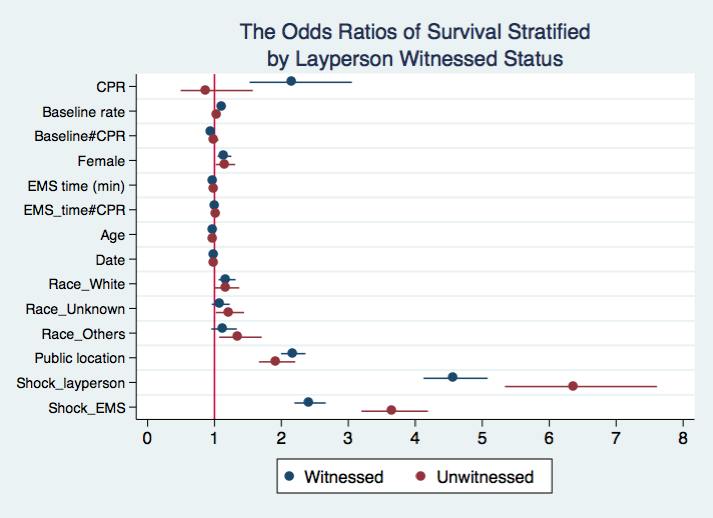 The Odds Ratios of Survival Stratified
by Layperson Witnessed Status
CPR
Baseline rate
Baseline#CPR
Female
EMS time (min)
EMS_time#CPR
Age
Date
Race_White
Race_Unknown
Race_Others
Public location
Shock_layperson
Shock_EMS
0 1 2 3 4 5 6 7 8
Witnessed Unwitnessed